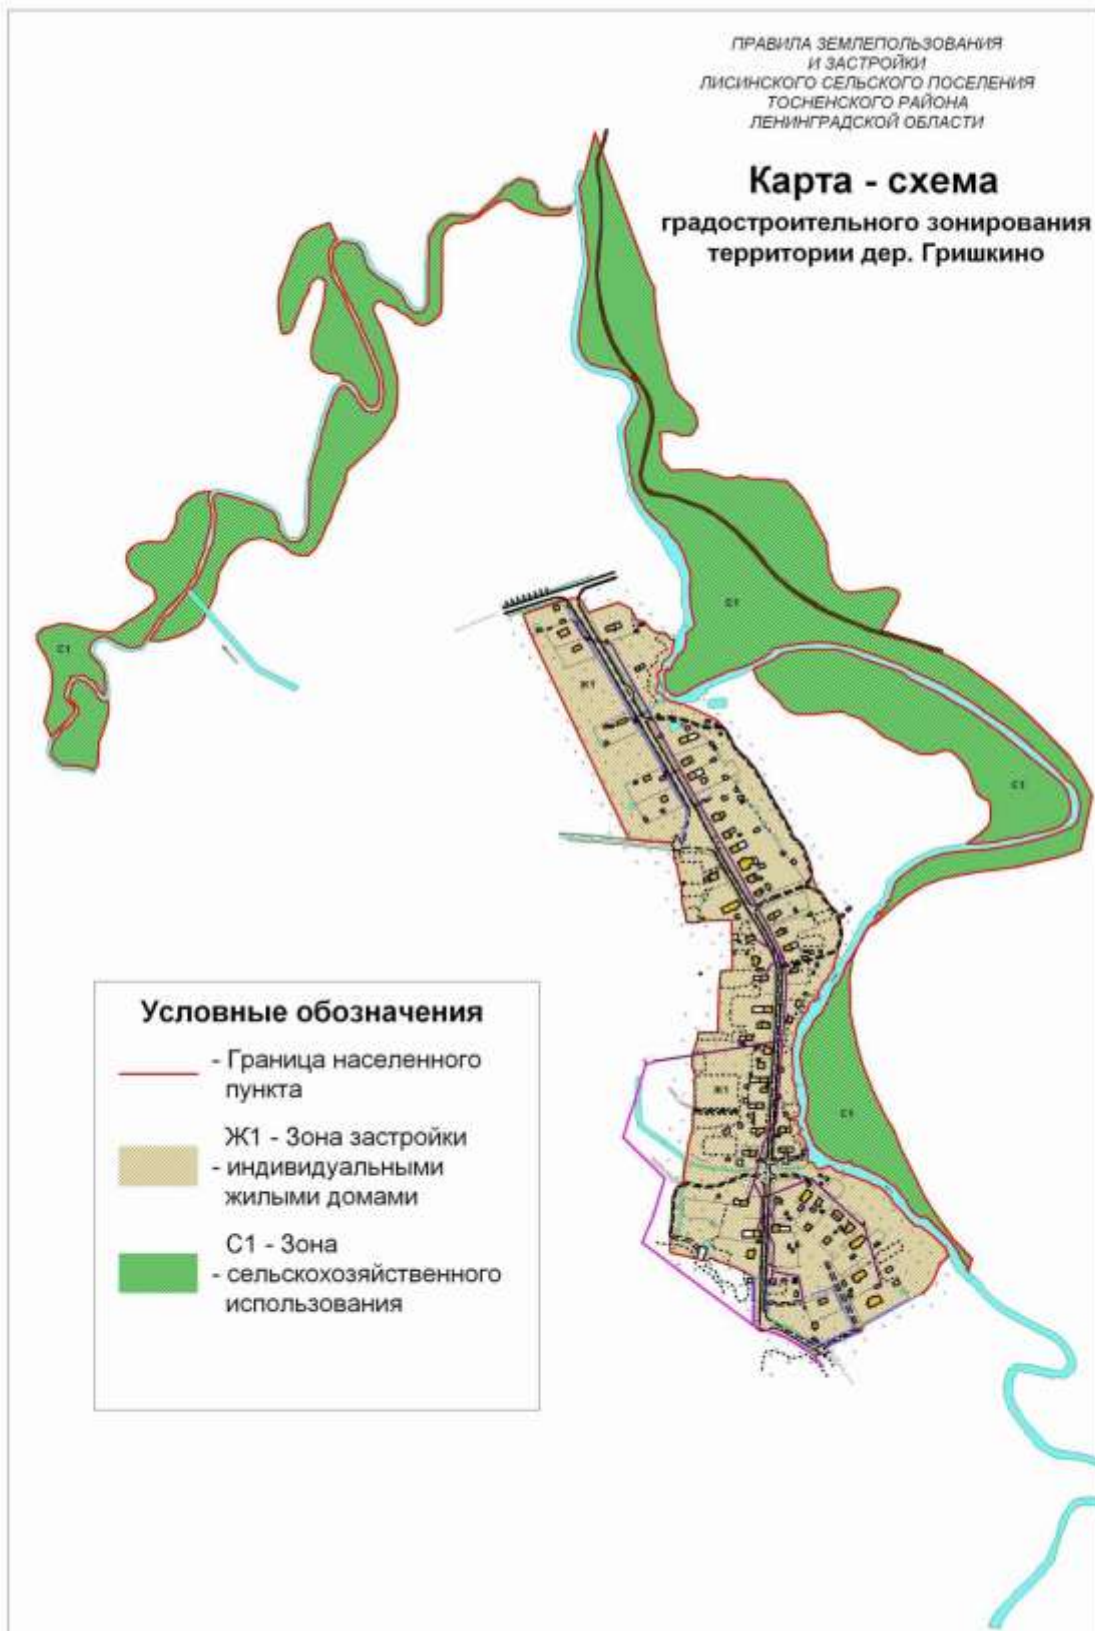 ПРАВИЛА ЗЕМЛЕПОЛЬЗОВАНИЯ
И ЗАСТРОЙКИ
ЛИСИНСКОГО СЕЛЬСКОГО ПОСЕЛЕНИЯ
ТОСНЕНСКОГО РАЙОНА
ЛЕНИНГРАДСКОЙ ОБЛАСТИ
Карта - схема
градостроительного зонирования
территории дер. Гришкино
С1
С1
Ж1
С1
Ж1
С1
Условные обозначения
- Граница населенного
пункта
Ж1 - Зона застройки
- индивидуальными
жилыми домами
С1 - Зона
- сельскохозяйственного
использования